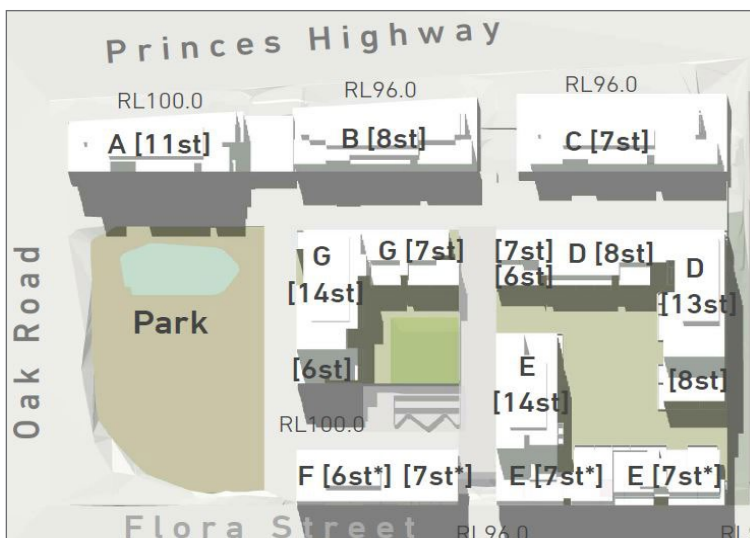 Princes Highway
RL100.0
RL96.0
RL96.0
A [11st]
B [8st]
C [7st]
Oak Road
Park
G
[14st]
G [7st]
[6st]
[7st]
[6st]
D [8st]
D
[13st]
[8st]
E
[14st]
RL100.0
F [6st*] [7st*]
E [7st*]
E [7st*]
Flora Street
RL96.0